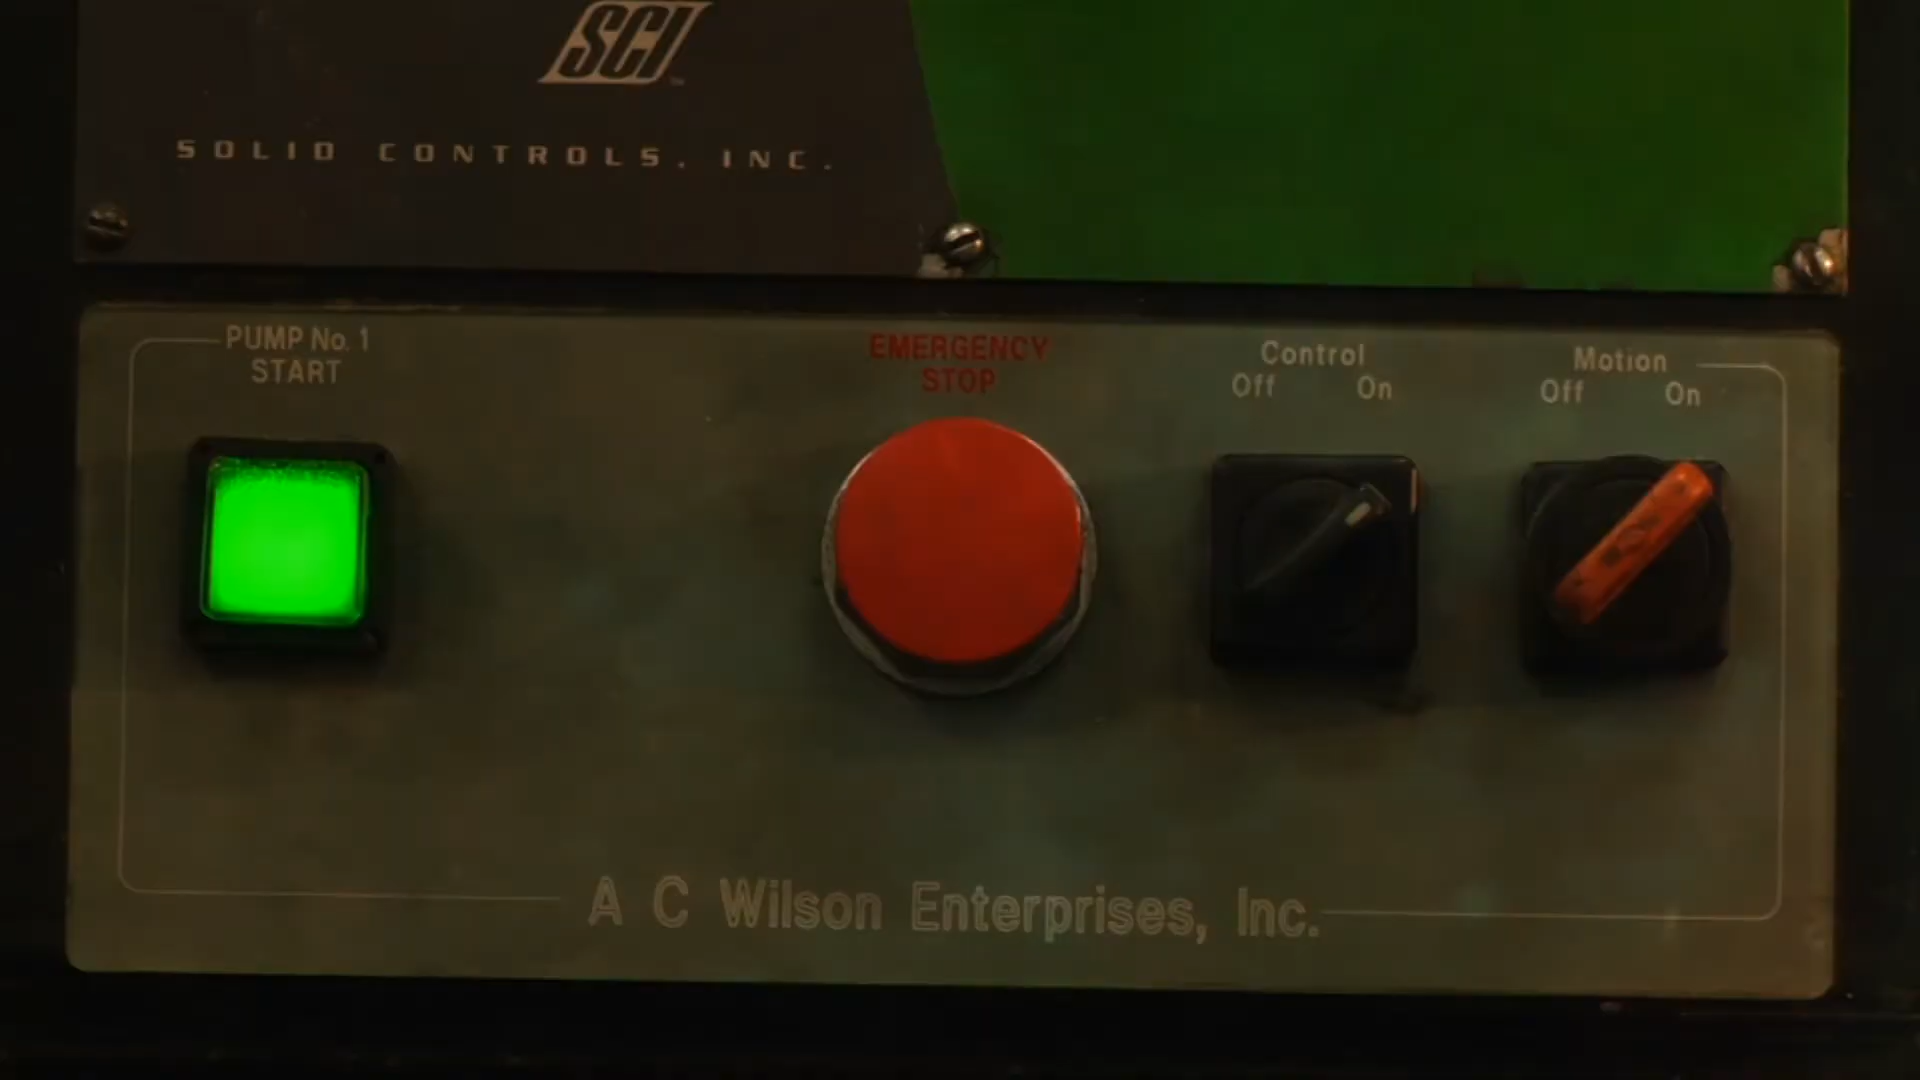 SCI
SOLID CONTROLS, INC.
PUMP No. 1
START
EMERGENCY
STOP
Control
Off On
Motion
Off On
A C Wilson Enterprises, Inc.